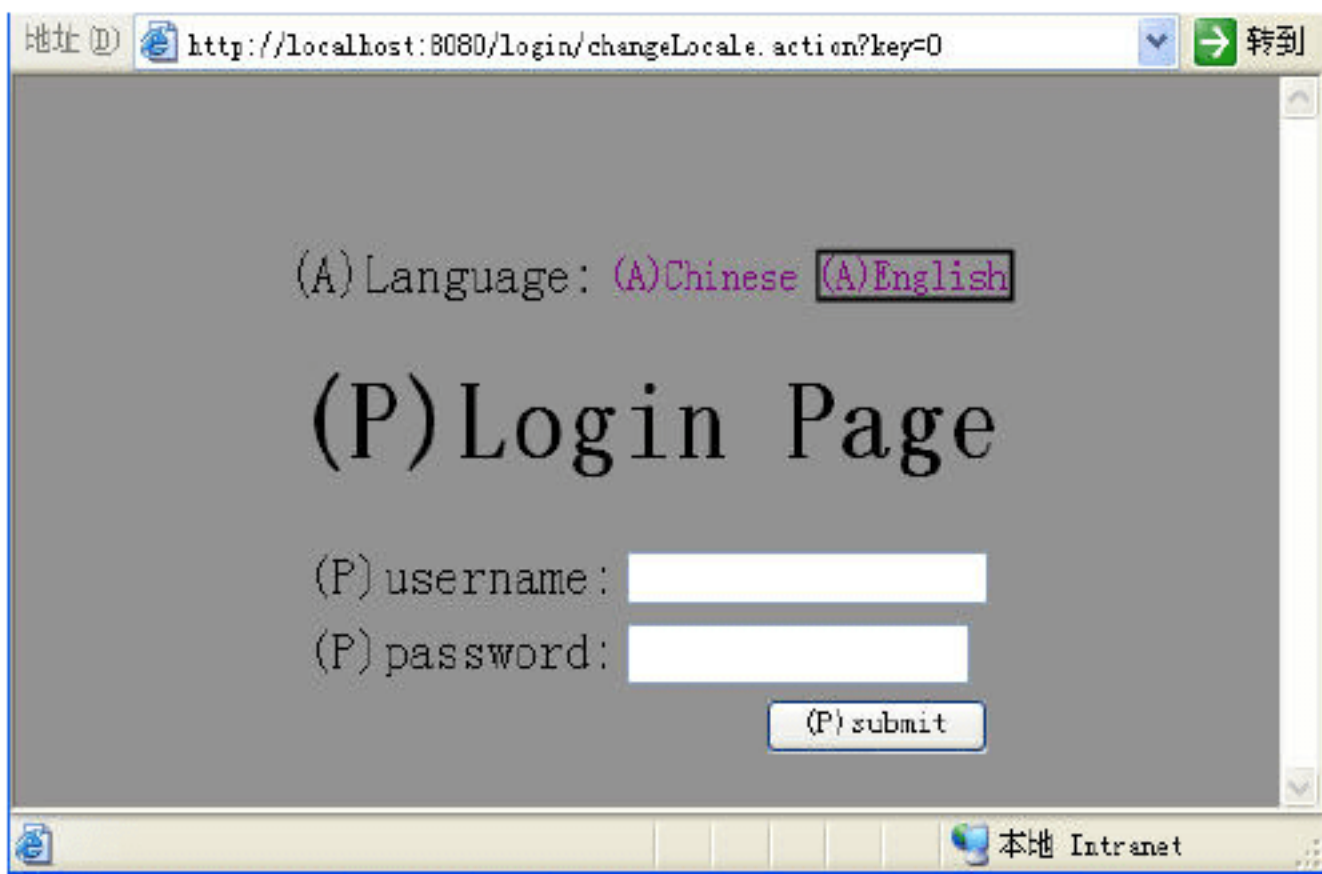 地址(D) http://localhost:8080/login/changeLocale.action?key=0 转到
(A)Language: (A)Chinese (A)English
(P)Login Page
(P)username:
(P)password:
(P)submit
本地 Intranet